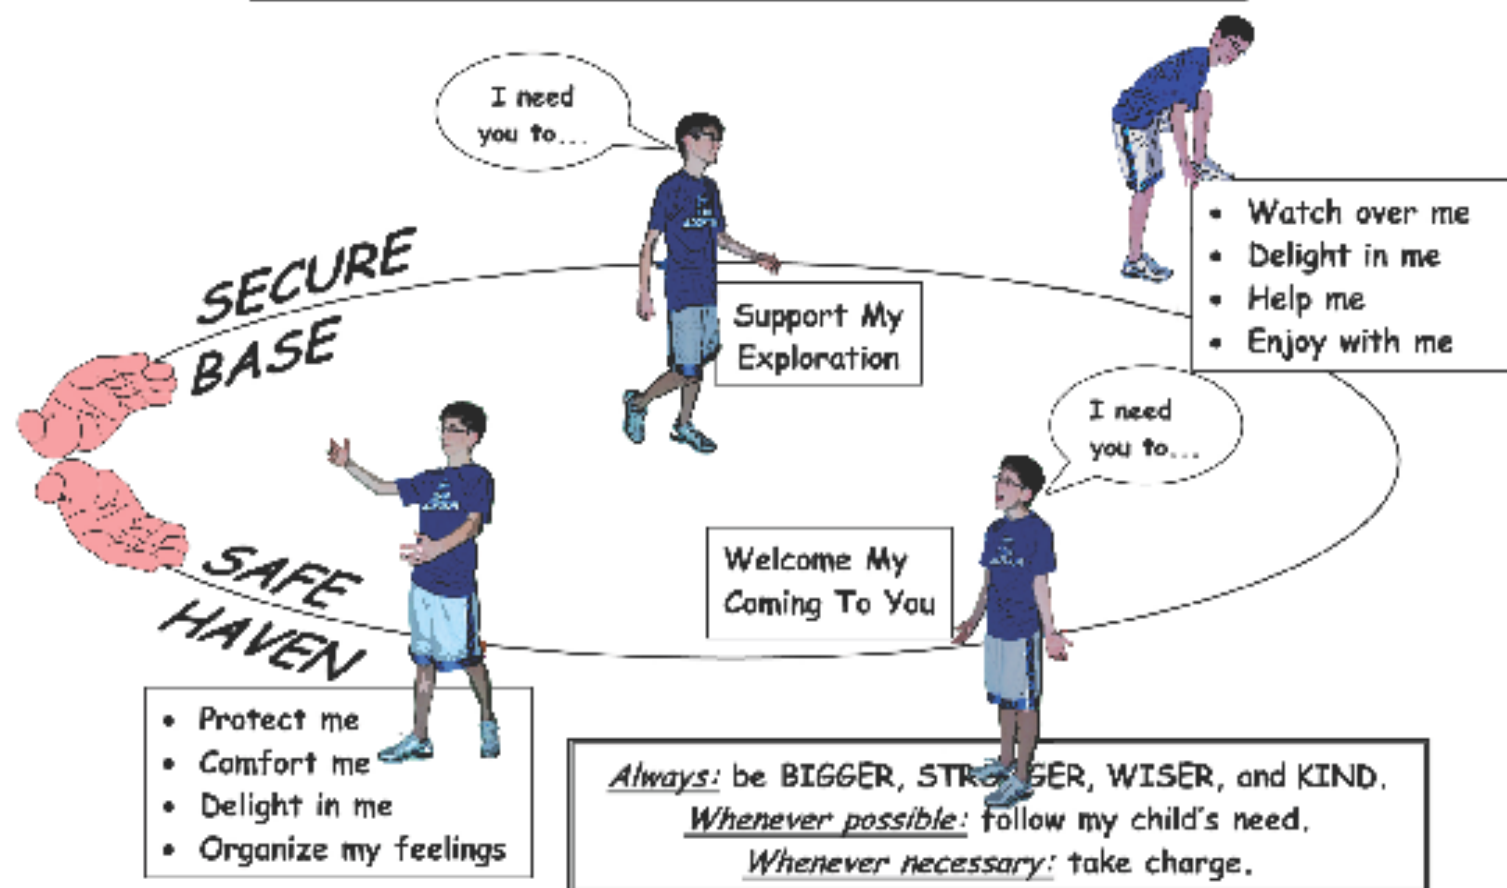 I need
you to...
SECURE
BASE
Support My
Exploration
• Watch over me
• Delight in me
• Help me
• Enjoy with me
I need
you to...
Welcome My
Coming To You
SAFE
HAVEN
• Protect me
• Comfort me
• Delight in me
• Organize my feelings
Always: be BIGGER, STRONGER, WISER, and KIND.
Whenever possible: follow my child's need.
Whenever necessary: take charge.